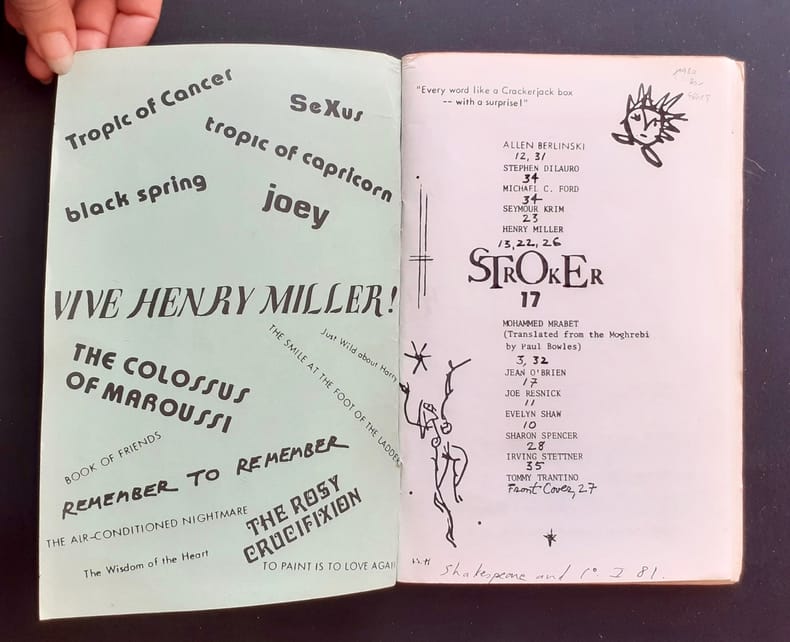 Tropic of Cancer
SeXus
tropic of capricorn
black spring
joey
VIVE HENRY MILLER!
Just Wild about Harry
THE SMILE AT THE FOOT OF THE LADDER
THE COLOSSUS
OF MAROUSSI
BOOK OF FRIENDS
REMEMBER TO REMEMBER
THE AIR-CONDITIONED NIGHTMARE
THE ROSY
CRUCIFIXION
The Wisdom of the Heart
TO PAINT IS TO LOVE AGAI
"Every word like a Crackerjack box
-- with a surprise!"
ALLEN BERLINSKI
12, 31
STEPHEN DILAURO
34
MICHAEL C. FORD
34
SEYMOUR KRIM
23
HENRY MILLER
13, 22, 26
STROKER
17
MOHAMMED MRABET
(Translated from the Moghrebi
by Paul Bowles)
3, 32
JEAN O'BRIEN
17
JOE RESNICK
11
EVELYN SHAW
10
SHARON SPENCER
28
IRVING STETTNER
35
TOMMY TRANTINO
Front Cover, 27
Shakespeare and Co I 81.